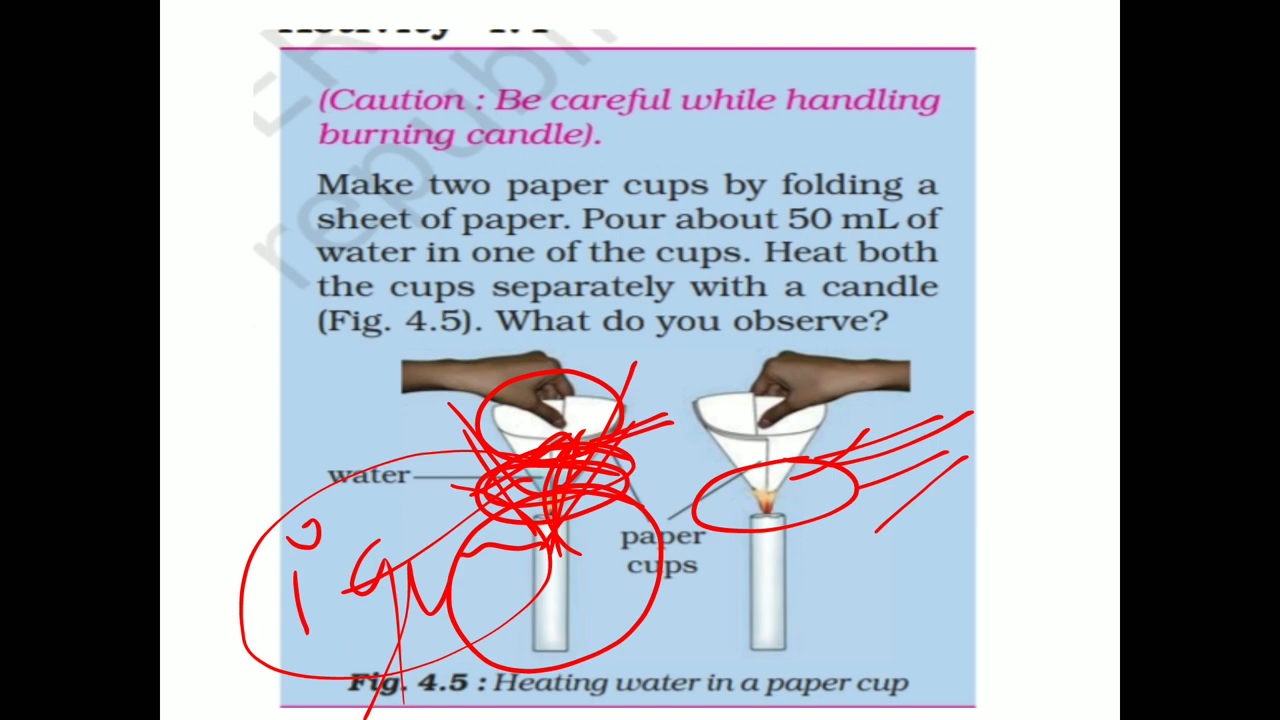 (Caution : Be careful while handling
burning candle).
Make two paper cups by folding a
sheet of paper. Pour about 50 mL of
water in one of the cups. Heat both
the cups separately with a candle
(Fig. 4.5). What do you observe?
water
paper
cups
Fig. 4.5 : Heating water in a paper cup